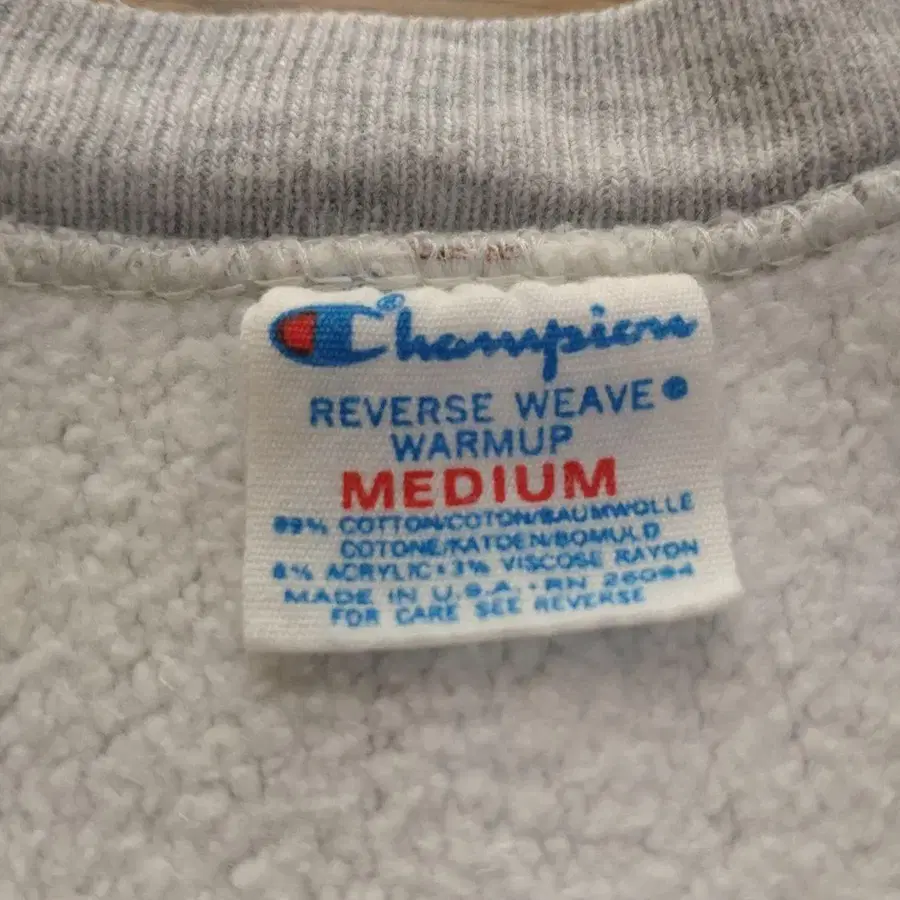 Champion®
REVERSE WEAVE®
WARMUP
MEDIUM
89% COTTON/COTON/BAUMWOLLE
COTONE/KATOEN/BOMULD
8% ACRYLIC • 3% VISCOSE RAYON
MADE IN U.S.A. • RN 26094
FOR CARE SEE REVERSE